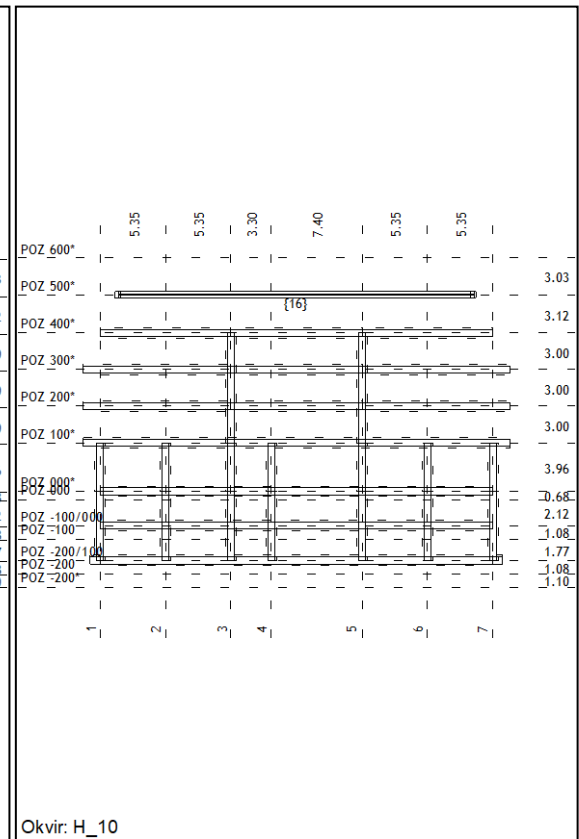 5.35 5.35 3.30 7.40 5.35 5.35
POZ 600*
3.03
POZ 500*
{16}
3.12
POZ 400*
3.00
POZ 300*
3.00
POZ 200*
3.00
POZ 100*
3.96
POZ 000*
POZ 000
0.68
2.12
POZ -100/000
POZ -100
1.08
1.77
POZ -200/100
POZ -200
1.08
POZ -200*
1.10
1 2 3 4 5 6 7
Okvir: H_10